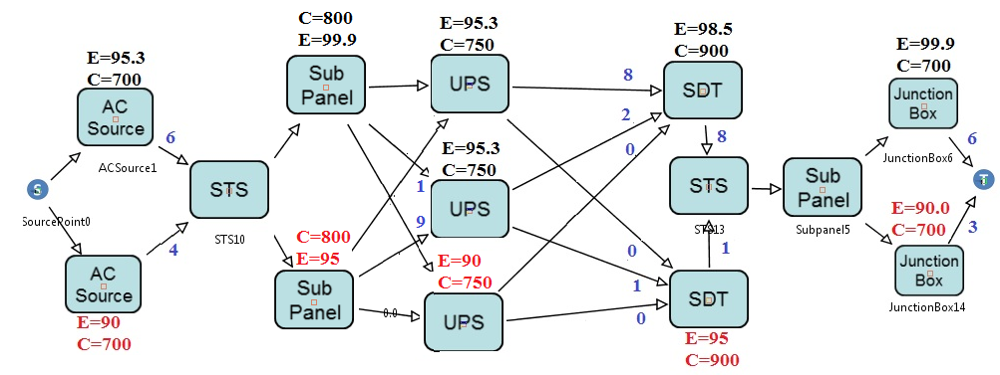 E=95.3
C=700
AC
Source
ACSource1
6
S
SourcePoint0
AC
Source
E=90
C=700
4
STS
STS10
C=800
E=99.9
Sub
Panel
C=800
E=95
Sub
Panel
0.0
1
9
E=95.3
C=750
UPS
E=95.3
C=750
UPS
E=90
C=750
UPS
8
2
0
0
1
0
E=98.5
C=900
SDT
8
STS
STS13
1
SDT
E=95
C=900
Sub
Panel
Subpanel5
E=99.9
C=700
Junction
Box
JunctionBox6
6
T
E=90.0
C=700
Junction
Box
JunctionBox14
3